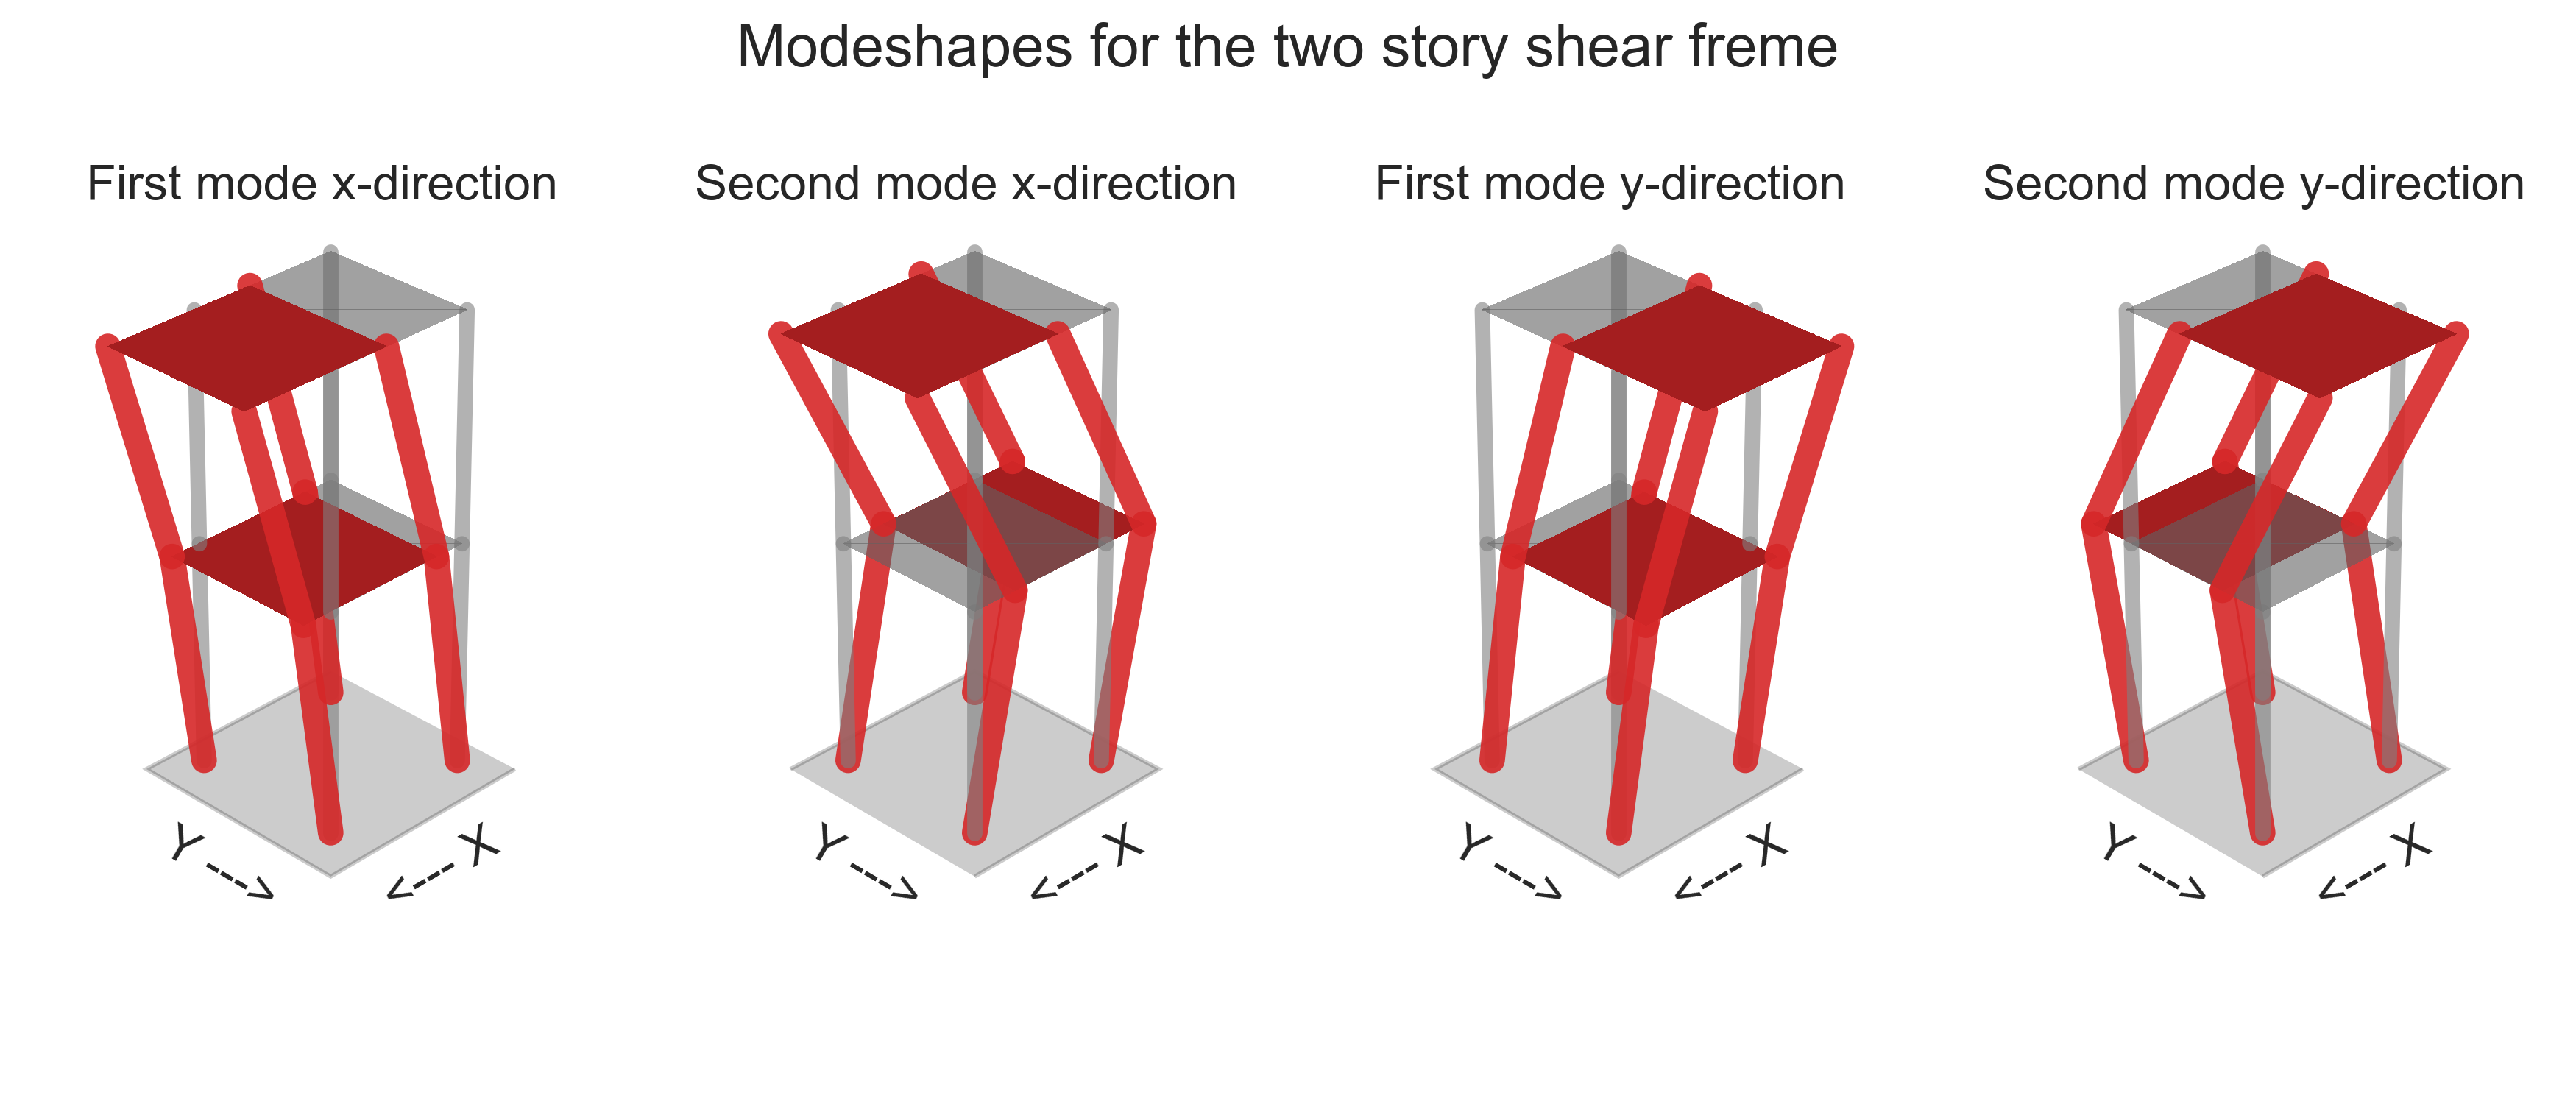 Modeshapes for the two story shear freme
First mode x-direction
Second mode x-direction
First mode y-direction
Second mode y-direction
Y X
Y X
Y X
Y X